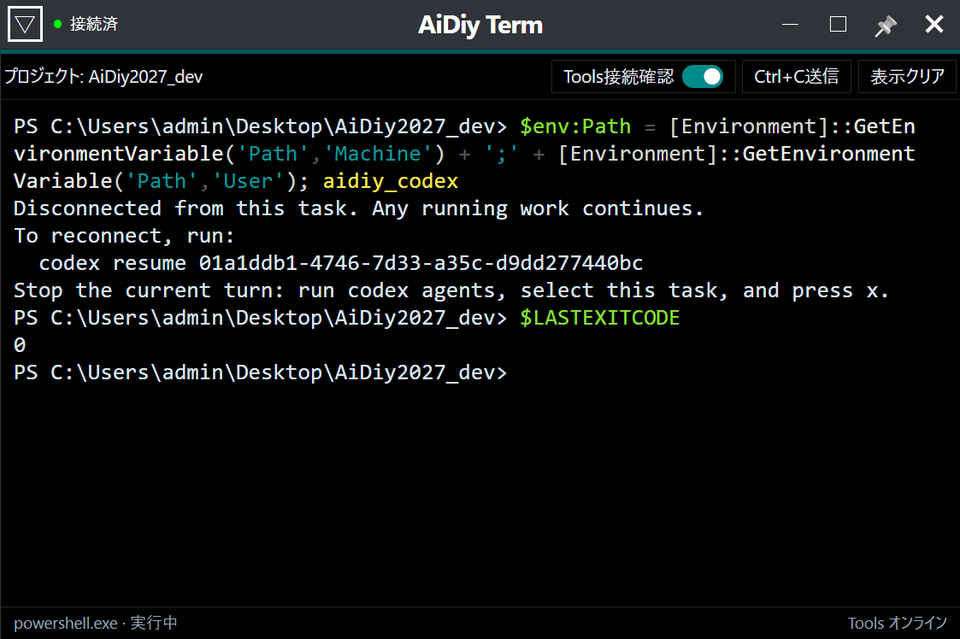 接続済
AiDiy Term
プロジェクト: AiDiy2027_dev
Tools接続確認
Ctrl+C送信
表示クリア
PS C:\Users\admin\Desktop\AiDiy2027_dev> $env:Path = [Environment]::GetEn
vironmentVariable('Path','Machine') + ';' + [Environment]::GetEnvironment
Variable('Path','User'); aidiy_codex
Disconnected from this task. Any running work continues.
To reconnect, run:
  codex resume 01a1ddb1-4746-7d33-a35c-d9dd277440bc
Stop the current turn: run codex agents, select this task, and press x.
PS C:\Users\admin\Desktop\AiDiy2027_dev> $LASTEXITCODE
0
PS C:\Users\admin\Desktop\AiDiy2027_dev>
powershell.exe · 実行中
Tools オンライン